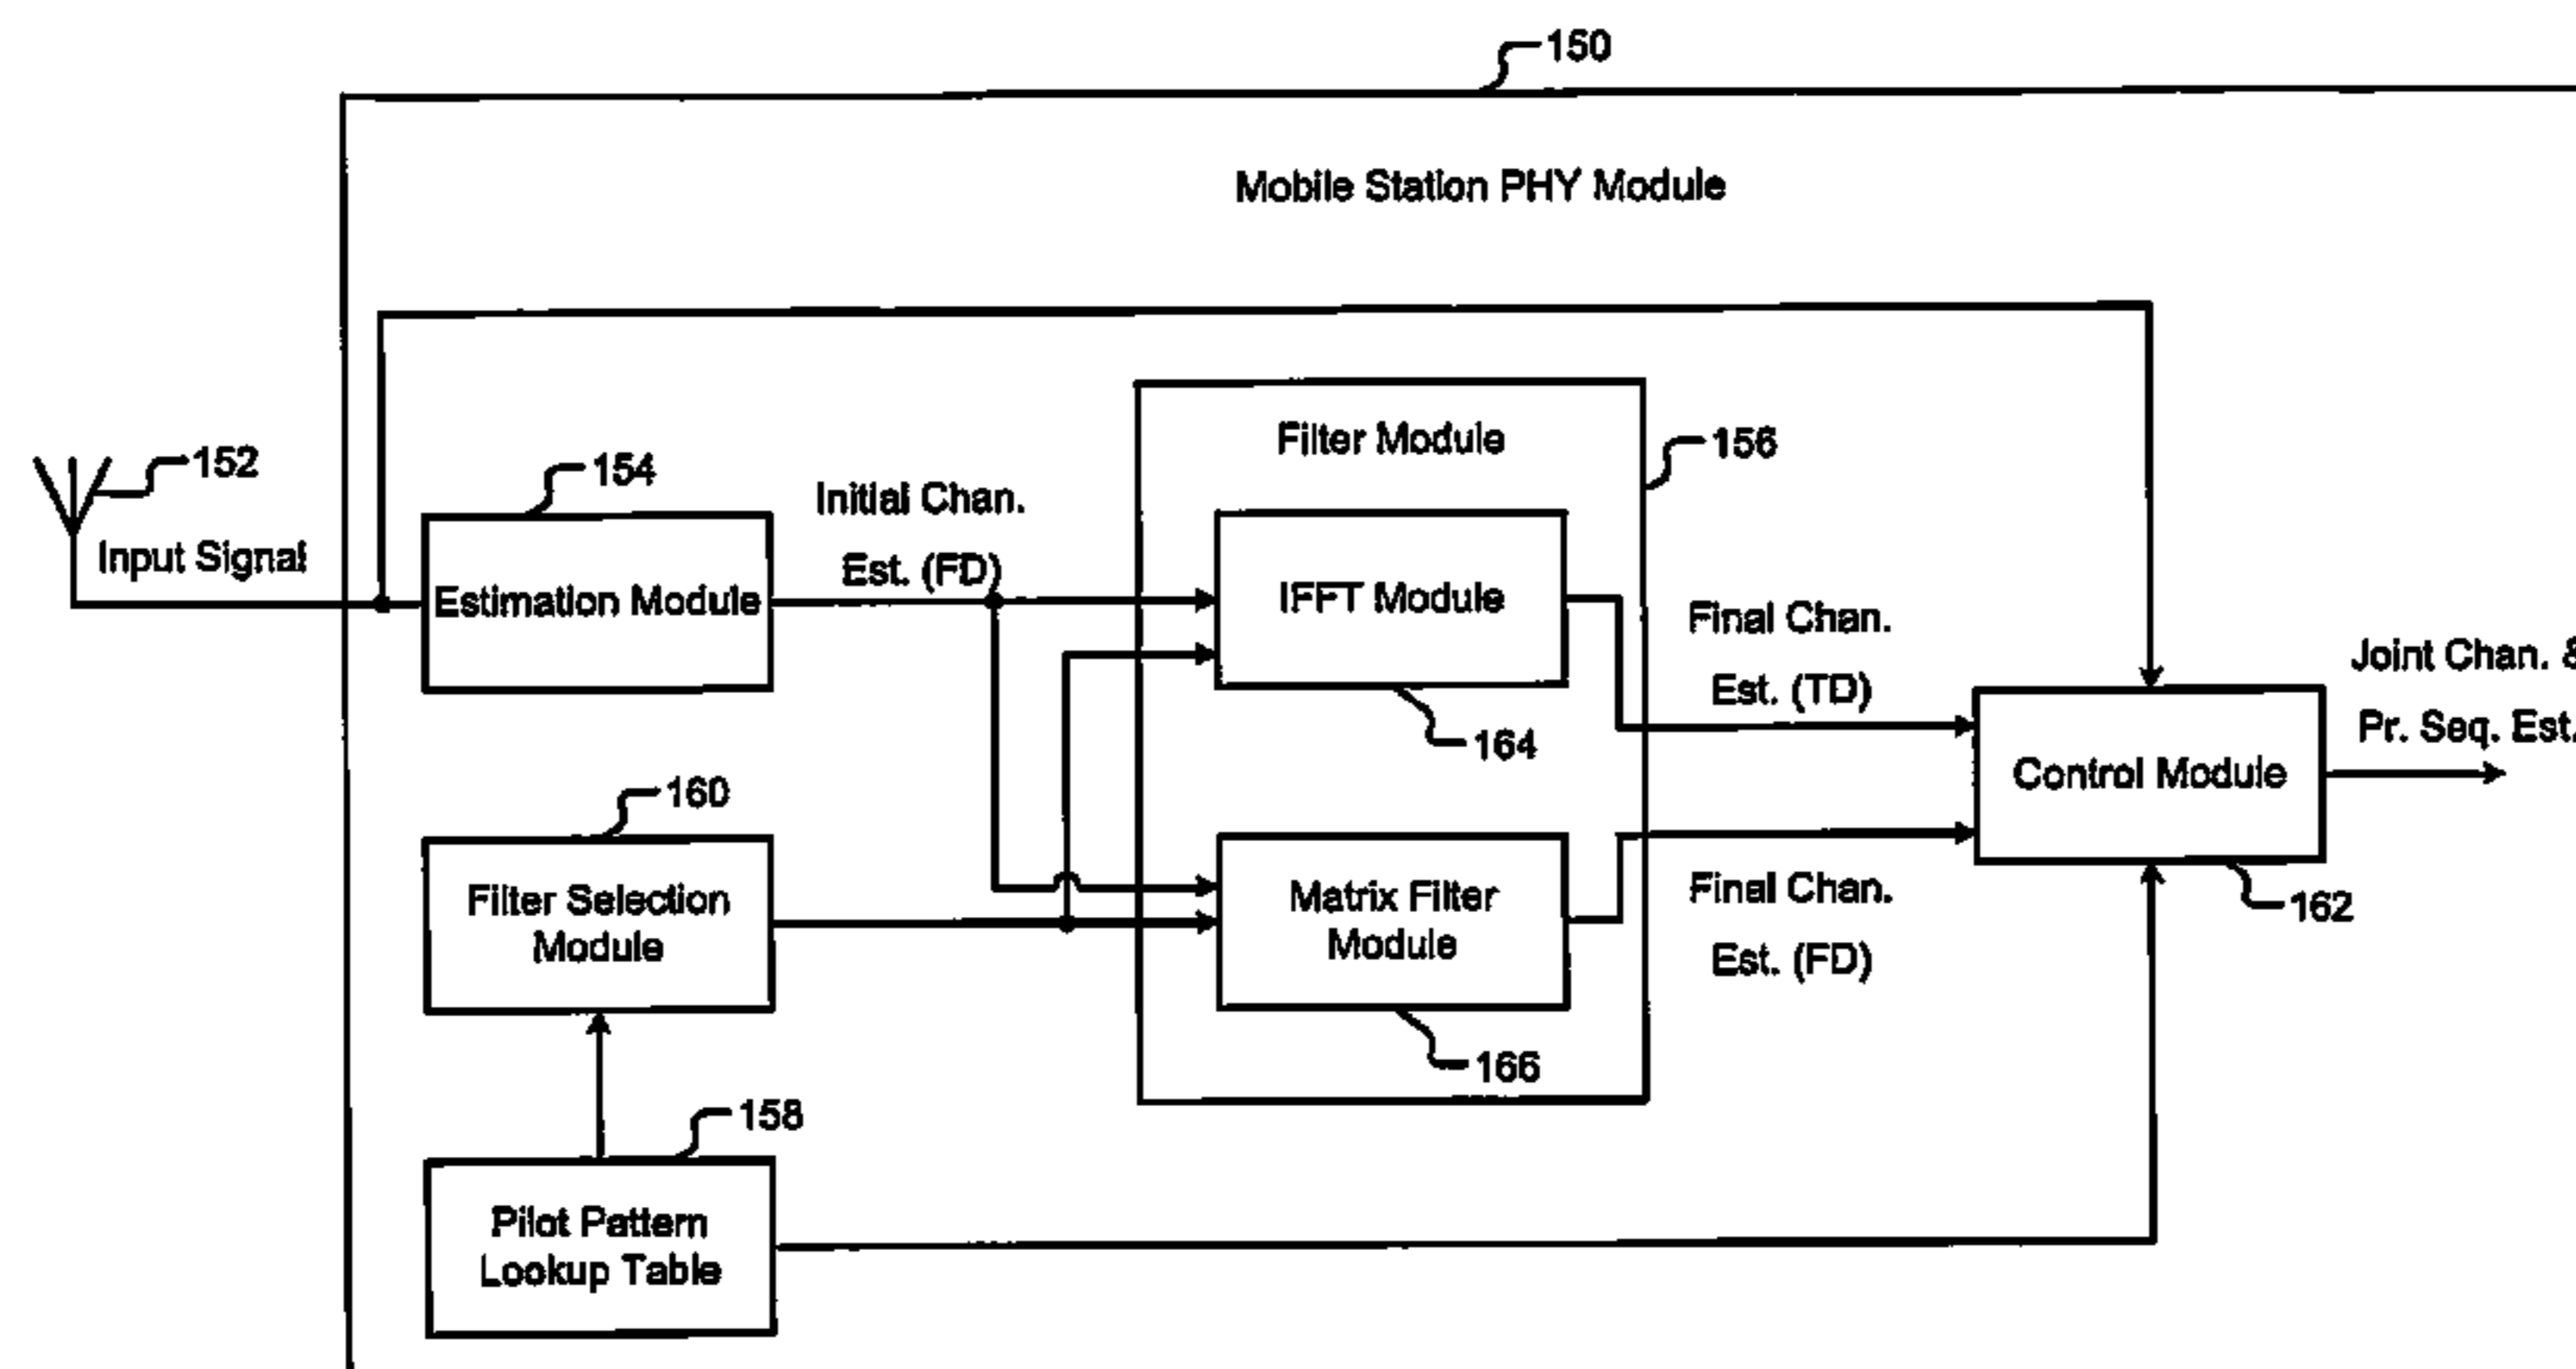 150
Mobile Station PHY Module
152
Input Signal
154
Estimation Module
Initial Chan.
Est. (FD)
Filter Module
156
IFFT Module
164
Final Chan.
Est. (TD)
Joint Chan. &
Pr. Seq. Est.
Control Module
162
160
Filter Selection
Module
Matrix Filter
Module
166
Final Chan.
Est. (FD)
158
Pilot Pattern
Lookup Table